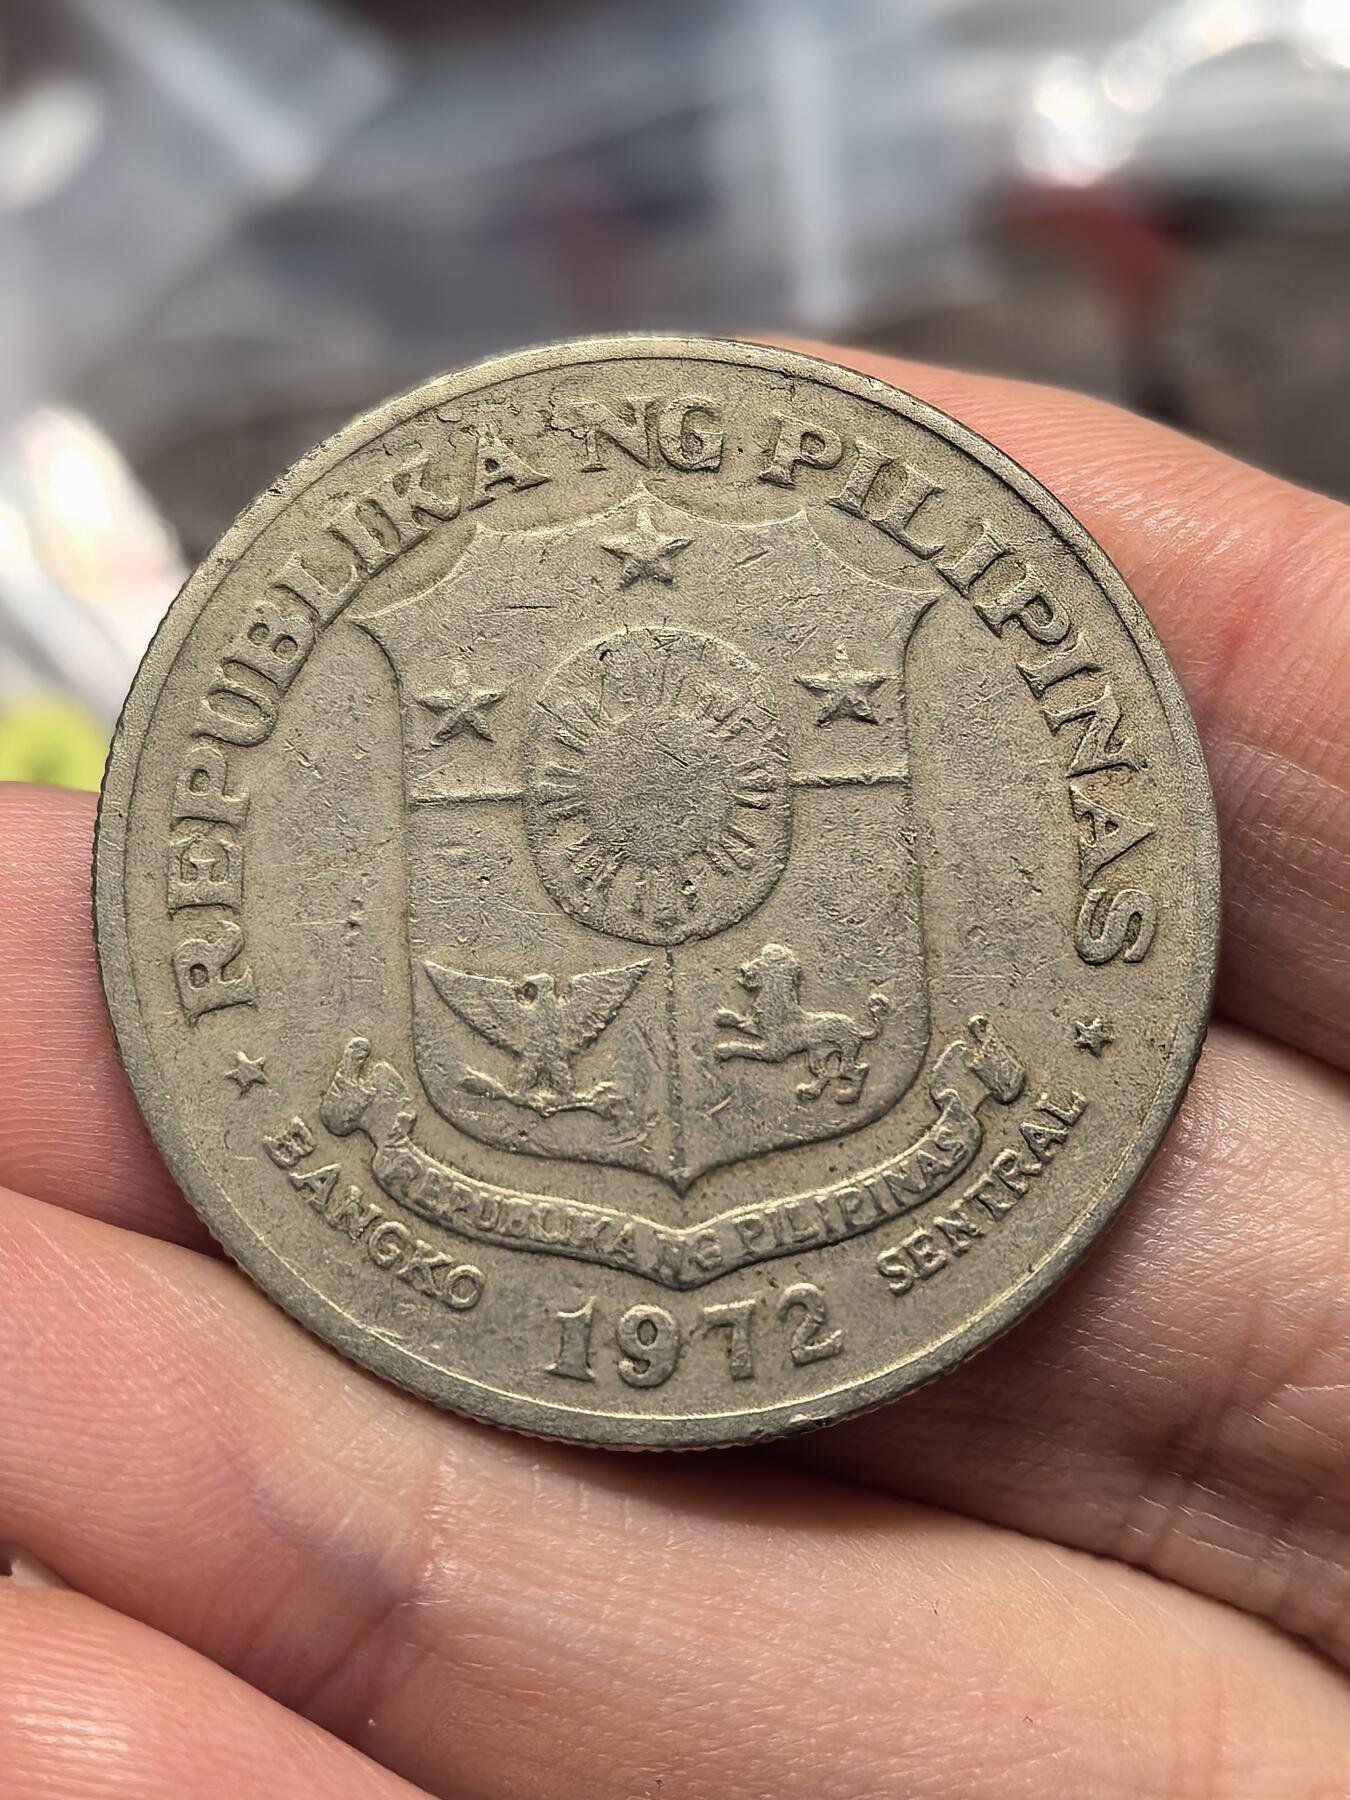 REPUBLIKA NG PILIPINAS
REPUBLIKA NG PILIPINAS
BANGKO SENTRAL
1972